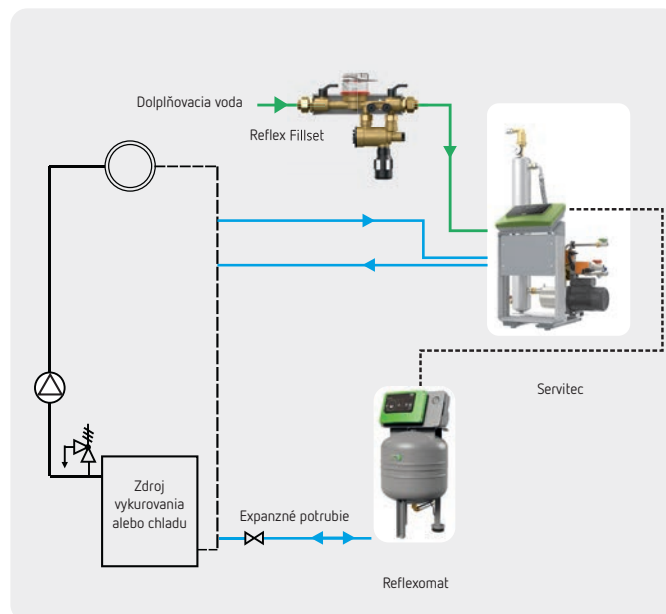 Dolplňovacia voda
Reflex Fillset
Servitec
Zdroj
vykurovania
alebo chladu
Expanzné potrubie
Reflexomat